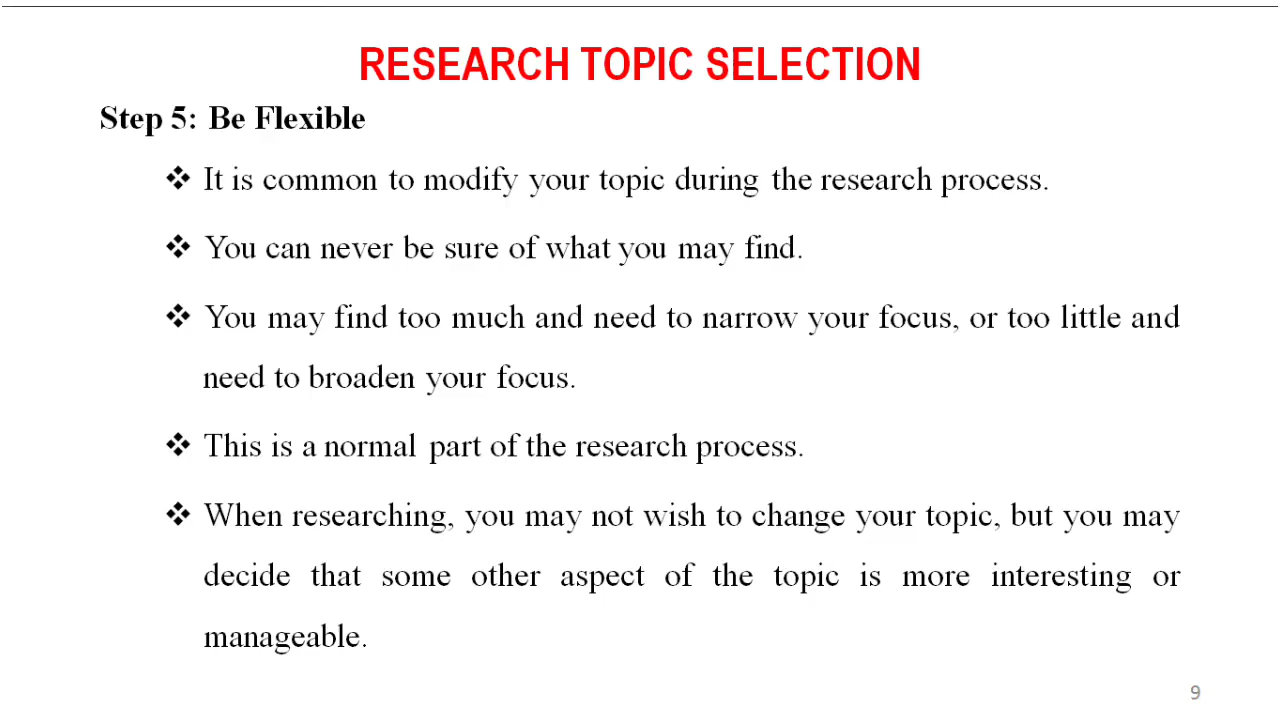 RESEARCH TOPIC SELECTION
Step 5: Be Flexible
❖ It is common to modify your topic during the research process.
❖ You can never be sure of what you may find.
❖ You may find too much and need to narrow your focus, or too little and
need to broaden your focus.
❖ This is a normal part of the research process.
❖ When researching, you may not wish to change your topic, but you may
decide that some other aspect of the topic is more interesting or
manageable.
9